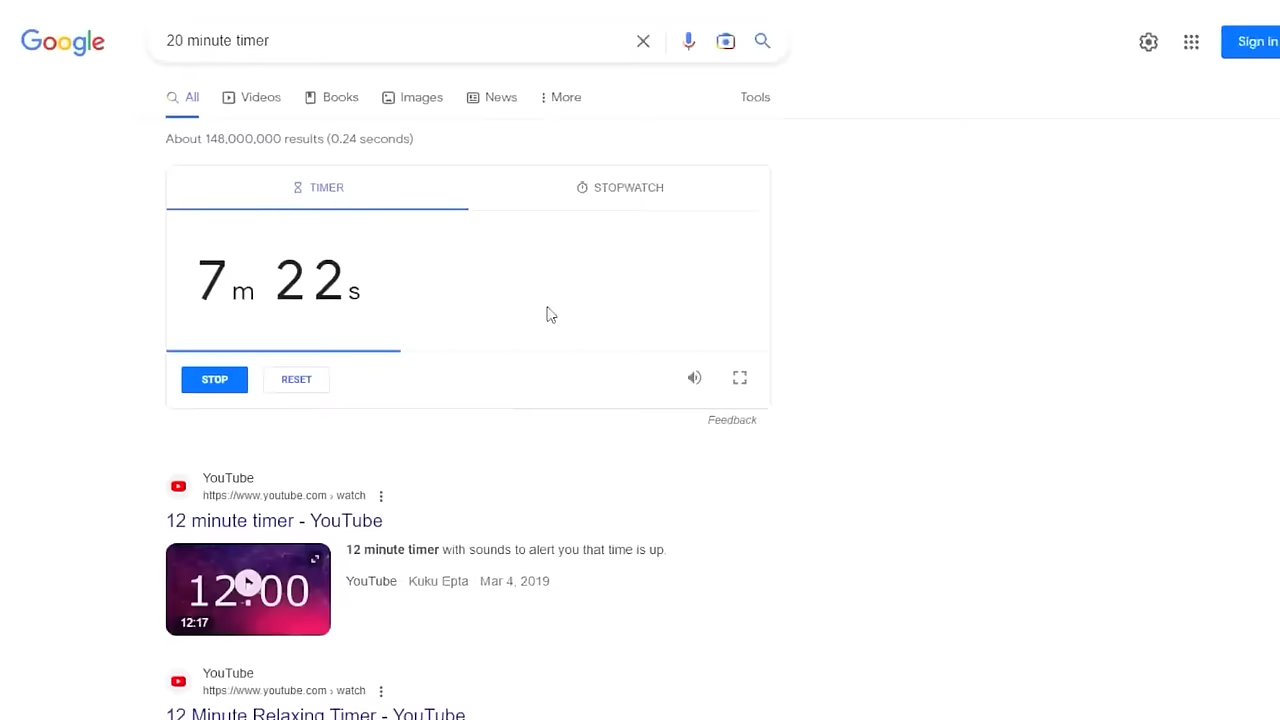 Google
20 minute timer
Sign in
All Videos Books Images News More Tools
About 148,000,000 results (0.24 seconds)
TIMER STOPWATCH
7m 22s
STOP RESET
Feedback
YouTube
https://www.youtube.com › watch
12 minute timer - YouTube
12:00
12:17
12 minute timer with sounds to alert you that time is up.
YouTube Kuku Epta Mar 4, 2019
YouTube
https://www.youtube.com › watch
12 Minute Relaxing Timer - YouTube